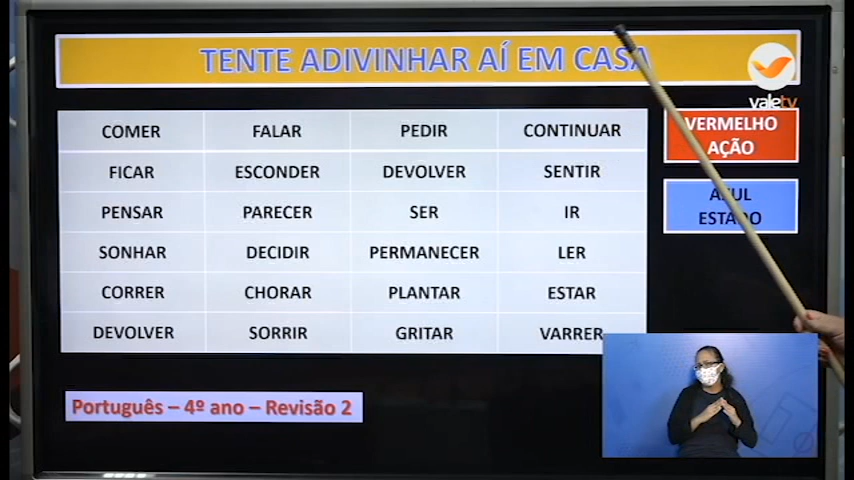 TENTE ADIVINHAR AÍ EM CASA
valetv
COMER FALAR PEDIR CONTINUAR
FICAR ESCONDER DEVOLVER SENTIR
PENSAR PARECER SER IR
SONHAR DECIDIR PERMANECER LER
CORRER CHORAR PLANTAR ESTAR
DEVOLVER SORRIR GRITAR VARRER
VERMELHO
AÇÃO
AZUL
ESTADO
Português – 4º ano – Revisão 2